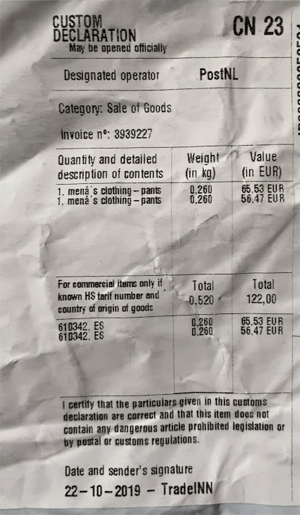 CUSTOM CN 23
DECLARATION
May be opened officially
Designated operator PostNL
Category: Sale of Goods
Invoice nº: 3939227
Quantity and detailed Weight Value
description of contents (in kg) (in EUR)
1. mená´s clothing - pants 0.260 65.53 EUR
1. mená´s clothing - pants 0.260 56.47 EUR
For commercial items only if Total Total
known HS tarif number and 0.520 122,00
country of origin of goods
610342, ES 0.260 65.53 EUR
610342, ES 0.260 56.47 EUR
I certify that the particulars given in this customs
declaration are correct and that this item does not
contain any dangerous article prohibited legislation or
by postal or customs regulations.
Date and sender's signature
22-10-2019 - TradeINN